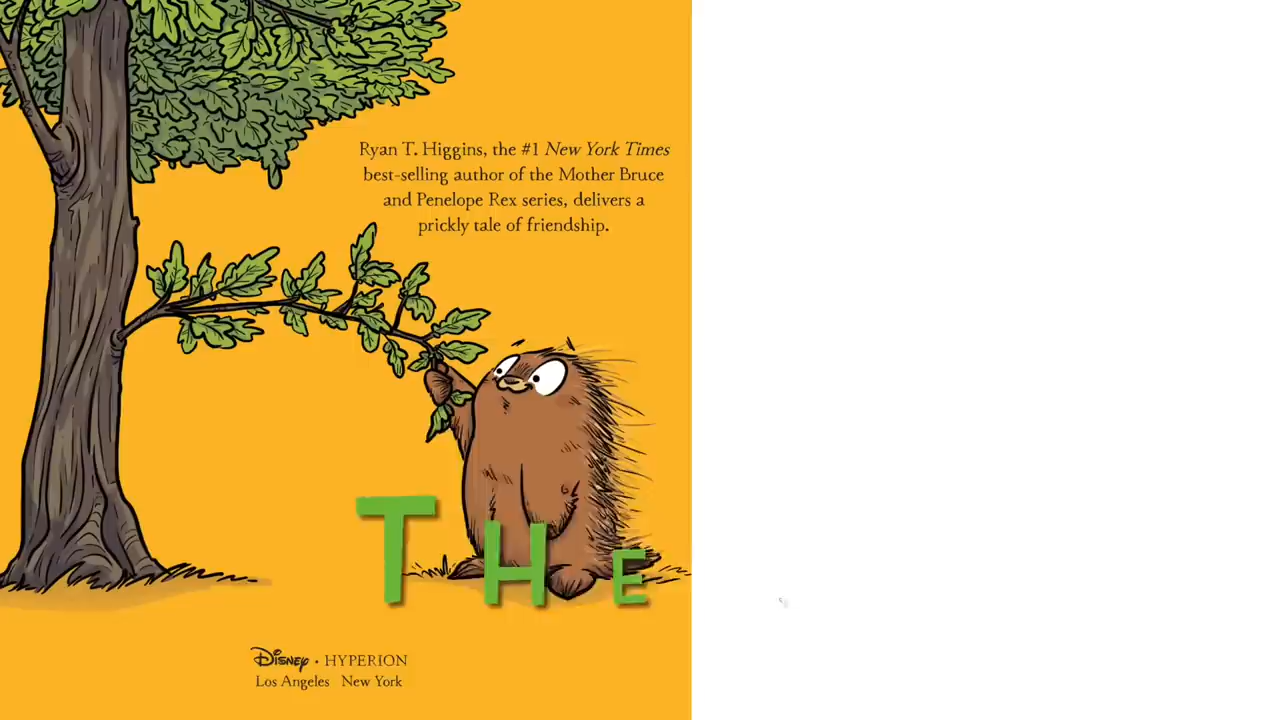 Ryan T. Higgins, the #1 New York Times
best-selling author of the Mother Bruce
and Penelope Rex series, delivers a
prickly tale of friendship.
THE
Disney • HYPERION
Los Angeles New York